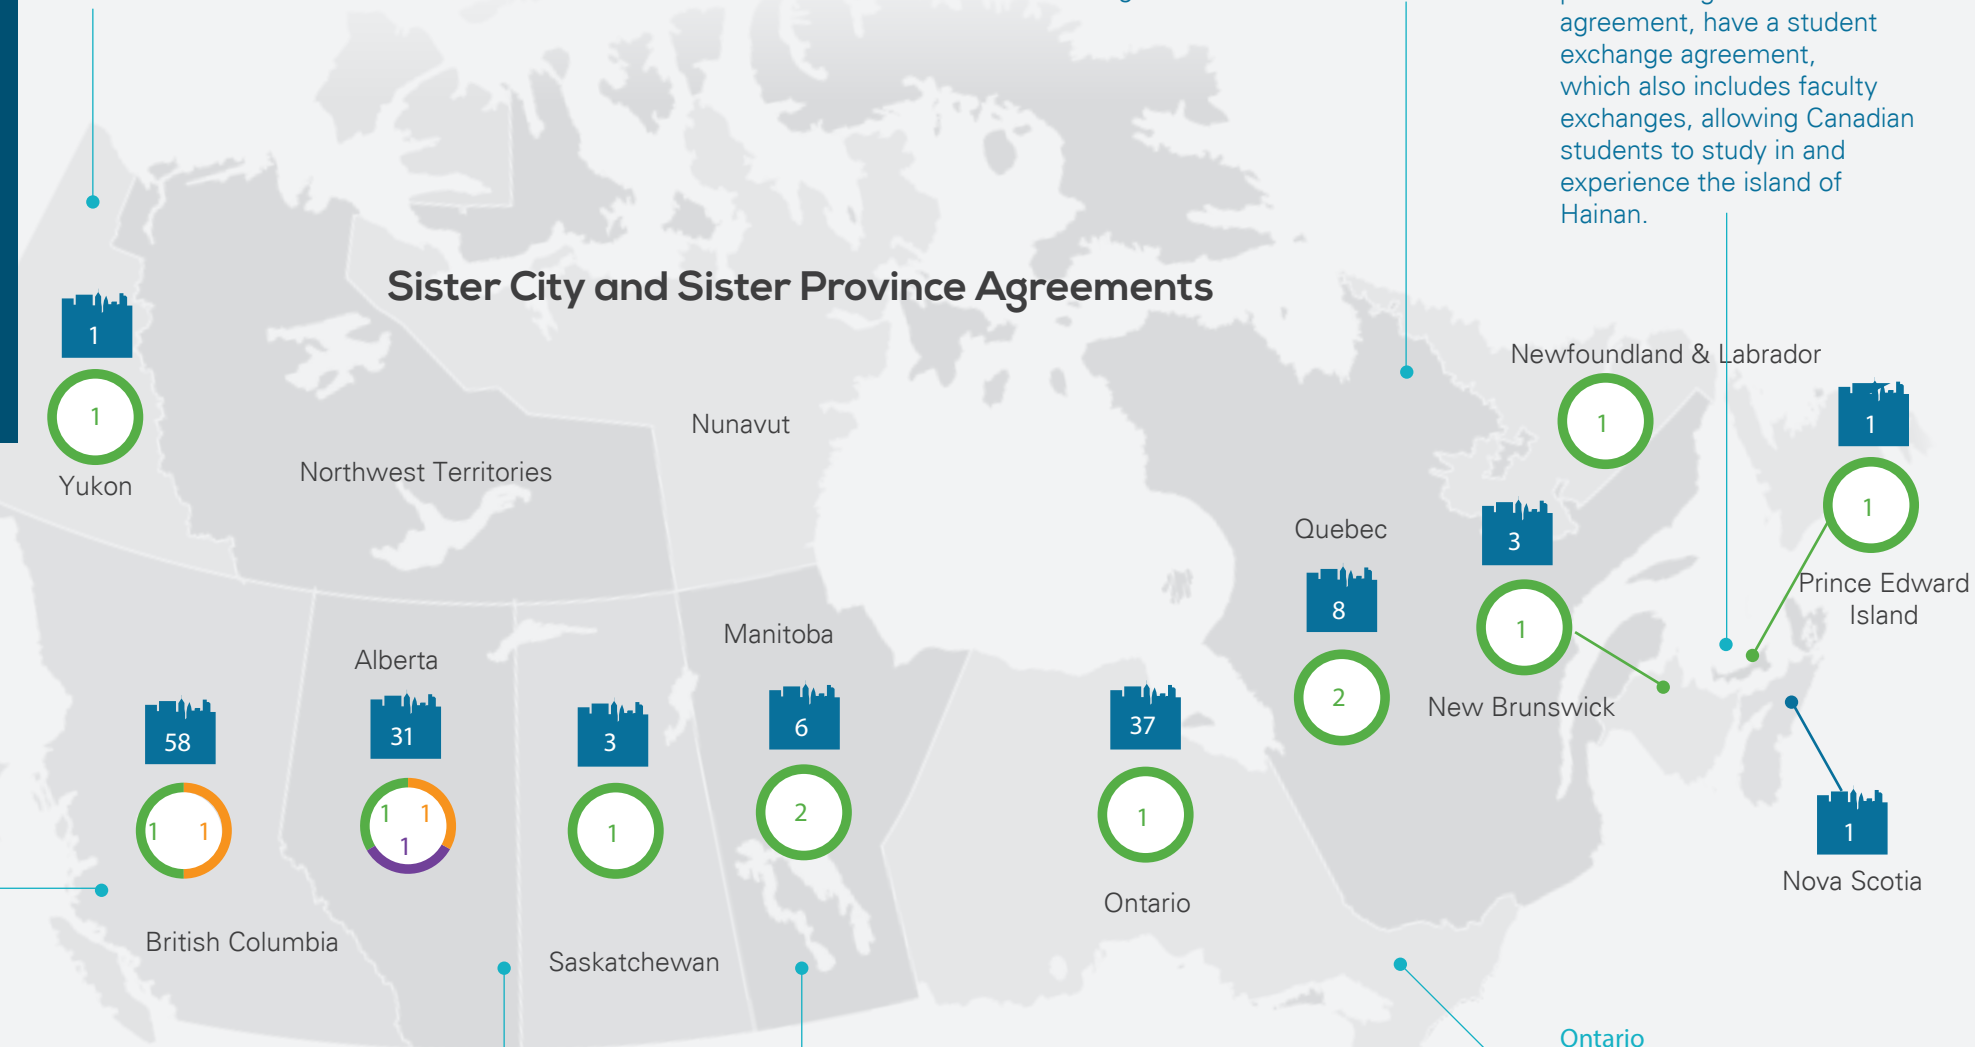 agreement, have a student
exchange agreement,
which also includes faculty
exchanges, allowing Canadian
students to study in and
experience the island of
Hainan.
Sister City and Sister Province Agreements
1
1
Yukon
Northwest Territories
Nunavut
Newfoundland & Labrador
1
1
1
Prince Edward
Island
Quebec
8
2
3
1
New Brunswick
1
Nova Scotia
Alberta
31
1
1
1
58
1
1
British Columbia
3
1
Saskatchewan
Manitoba
6
2
37
1
Ontario
Ontario